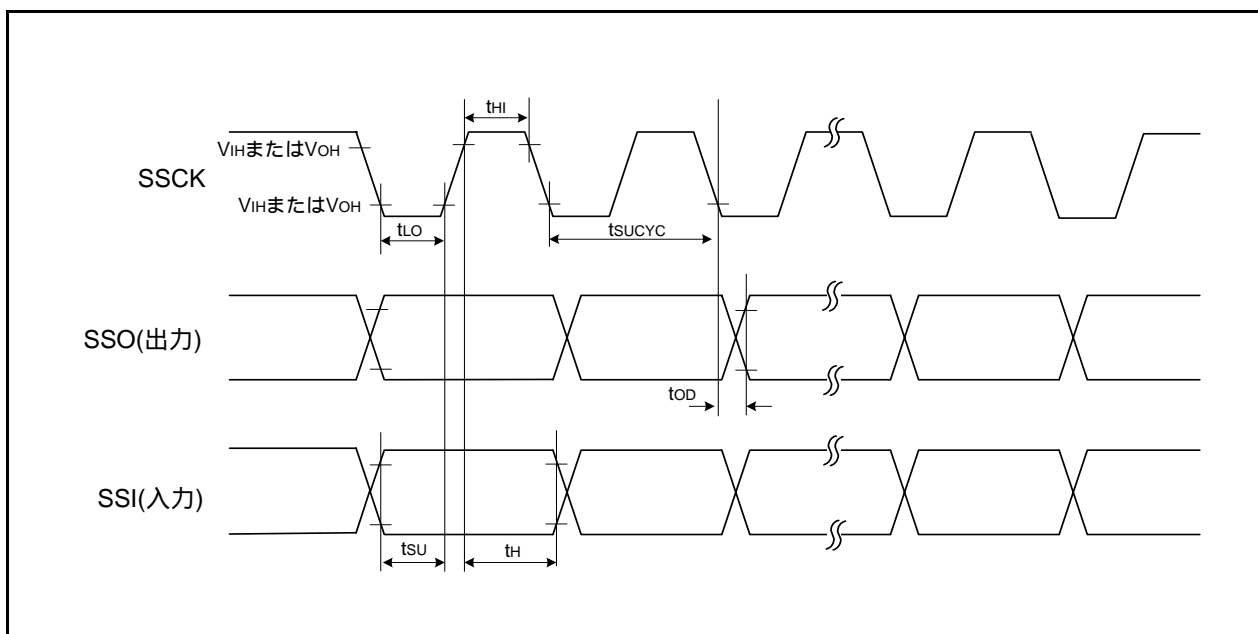 tHI
VIHまたはVOH
SSCK
VIHまたはVOH
tLO
tSUCYC
SSO(出力)
tOD
SSI(入力)
tSU
tH